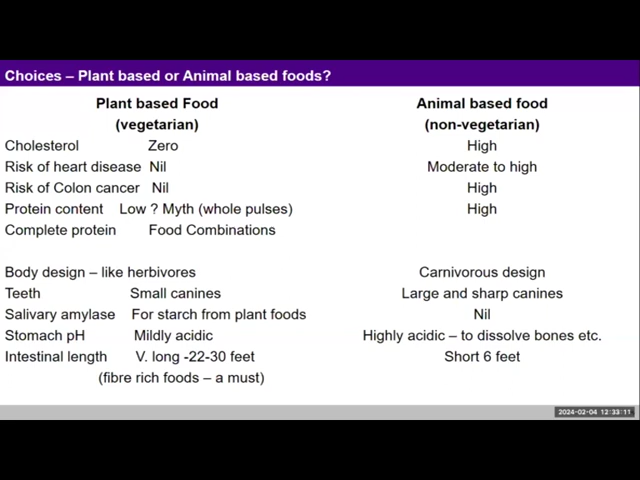 Choices – Plant based or Animal based foods?
Plant based Food Animal based food
(vegetarian) (non-vegetarian)
Cholesterol Zero High
Risk of heart disease Nil Moderate to high
Risk of Colon cancer Nil High
Protein content Low ? Myth (whole pulses) High
Complete protein Food Combinations
Body design – like herbivores Carnivorous design
Teeth Small canines Large and sharp canines
Salivary amylase For starch from plant foods Nil
Stomach pH Mildly acidic Highly acidic – to dissolve bones etc.
Intestinal length V. long -22-30 feet Short 6 feet
(fibre rich foods – a must)
2024-02-04 12:33:11